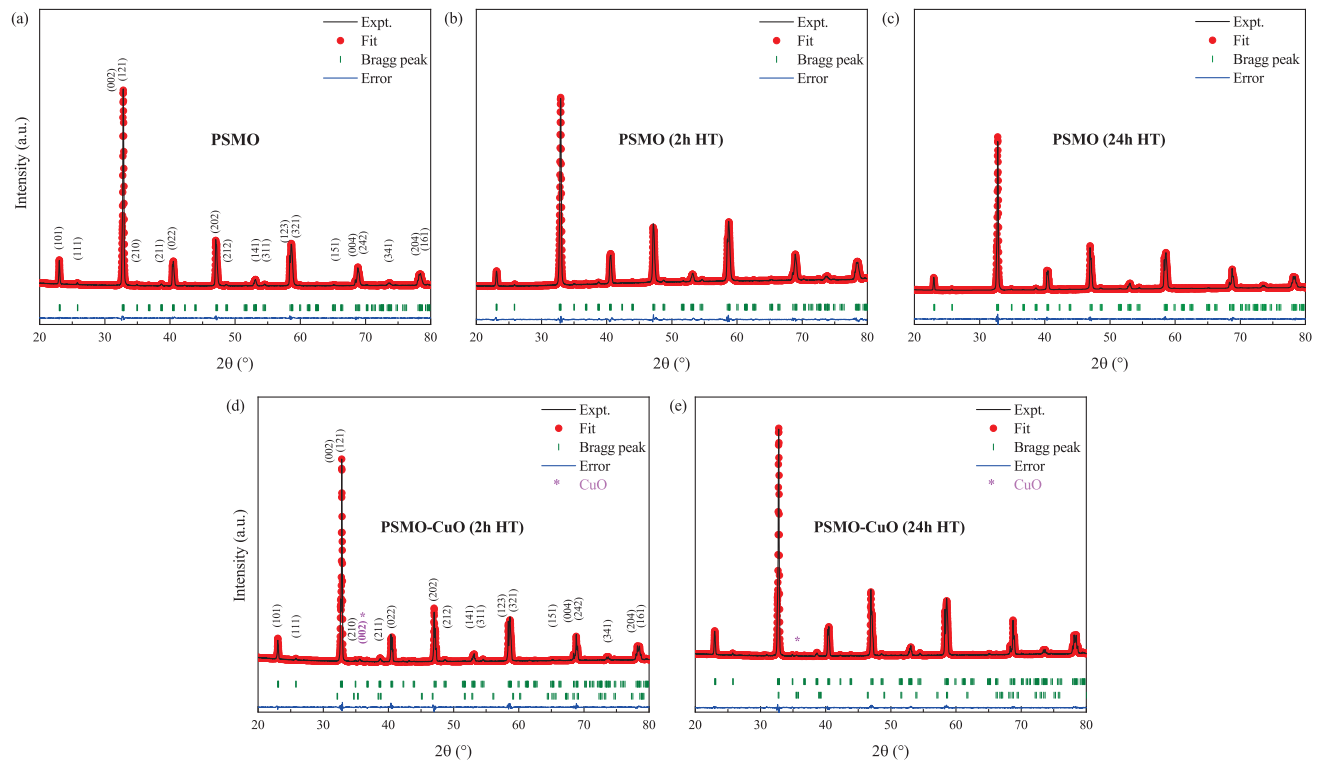 (a)
Expt.
Fit
Bragg peak
Error
PSMO
Intensity (a.u.)
(101)
(111)
(002)
(121)
(210)
(211)
(022)
(202)
(212)
(141)
(311)
(123)
(321)
(151)
(004)
(242)
(341)
(204)
(161)
20 30 40 50 60 70 80
2θ (°)
(b)
Expt.
Fit
Bragg peak
Error
PSMO (2h HT)
20 30 40 50 60 70 80
2θ (°)
(c)
Expt.
Fit
Bragg peak
Error
PSMO (24h HT)
20 30 40 50 60 70 80
2θ (°)
(d)
Expt.
Fit
Bragg peak
Error
* CuO
PSMO-CuO (2h HT)
Intensity (a.u.)
(101)
(111)
(002)
(121)
(210)
(002) *
(211)
(022)
(202)
(212)
(141)
(311)
(123)
(321)
(151)
(004)
(242)
(341)
(204)
(161)
20 30 40 50 60 70 80
2θ (°)
(e)
Expt.
Fit
Bragg peak
Error
* CuO
PSMO-CuO (24h HT)
*
20 30 40 50 60 70 80
2θ (°)